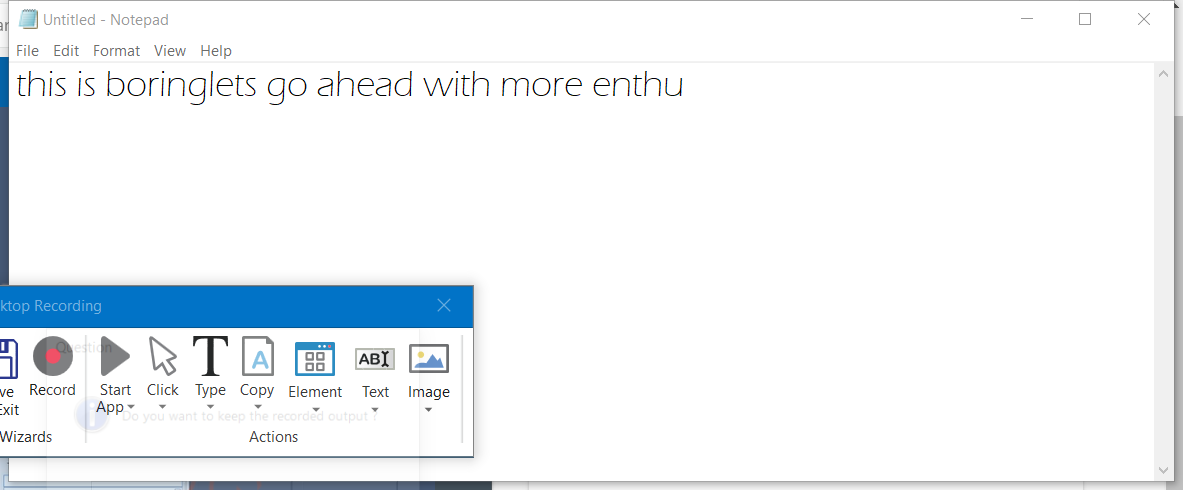 Untitled - Notepad
File Edit Format View Help
this is boringlets go ahead with more enthu
ktop Recording
Question
ve Record Start Click Type Copy Element Text Image
Exit App
Do you want to keep the recorded output ?
Wizards Actions
A ABI